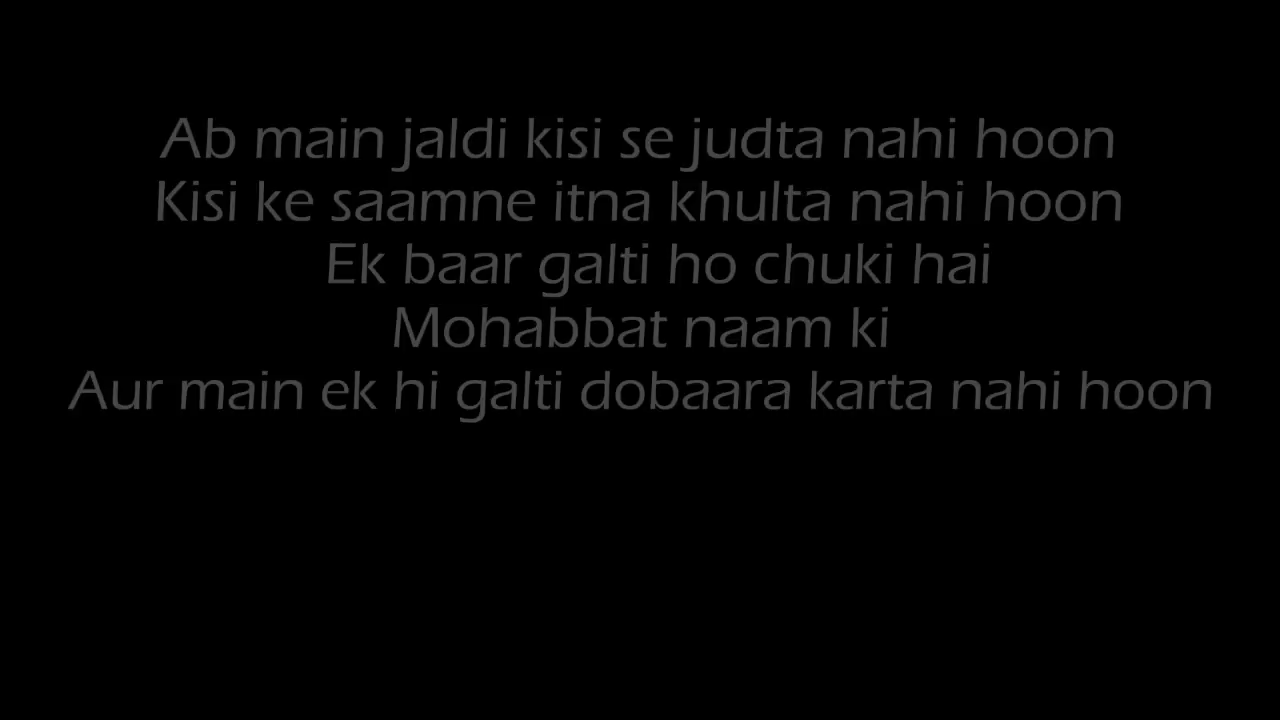 Ab main jaldi kisi se judta nahi hoon
Kisi ke saamne itna khulta nahi hoon
Ek baar galti ho chuki hai
Mohabbat naam ki
Aur main ek hi galti dobaara karta nahi hoon